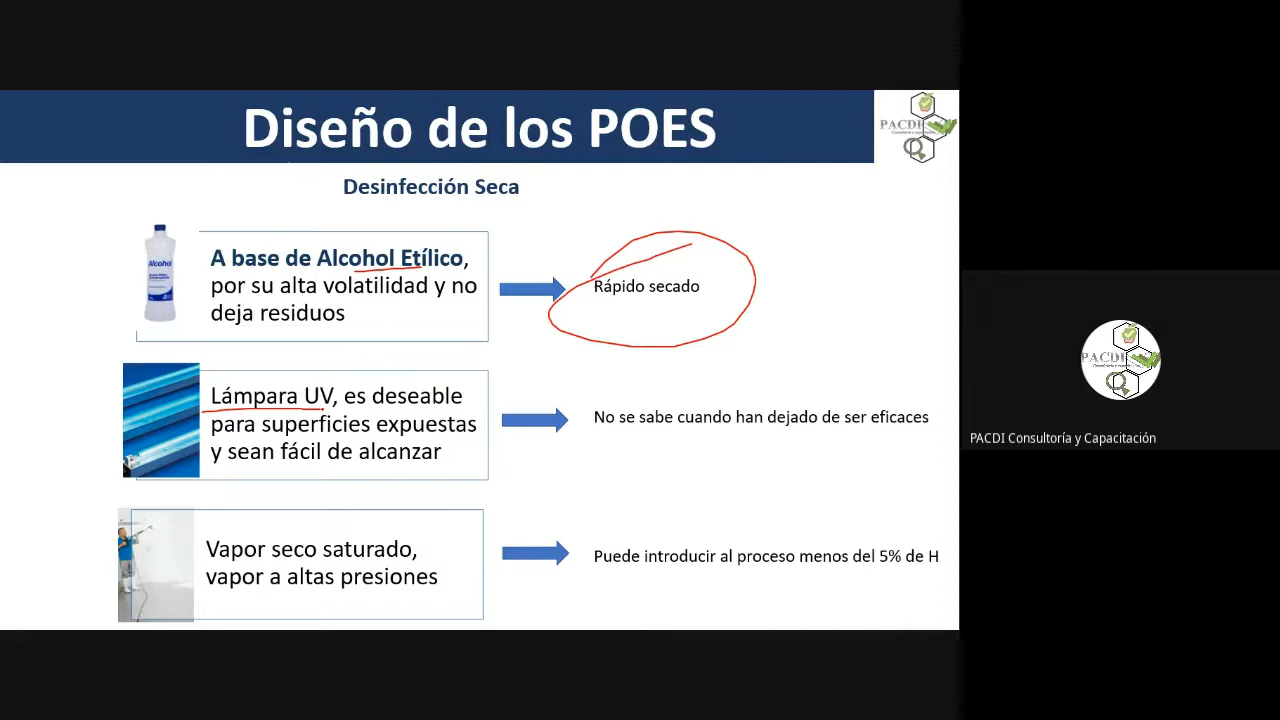 Diseño de los POES
PACDI
Desinfección Seca
Alcohol
A base de Alcohol Etílico,
por su alta volatilidad y no
deja residuos
Rápido secado
Lámpara UV, es deseable
para superficies expuestas
y sean fácil de alcanzar
No se sabe cuando han dejado de ser eficaces
Vapor seco saturado,
vapor a altas presiones
Puede introducir al proceso menos del 5% de H
PACDI
PACDI Consultoría y Capacitación